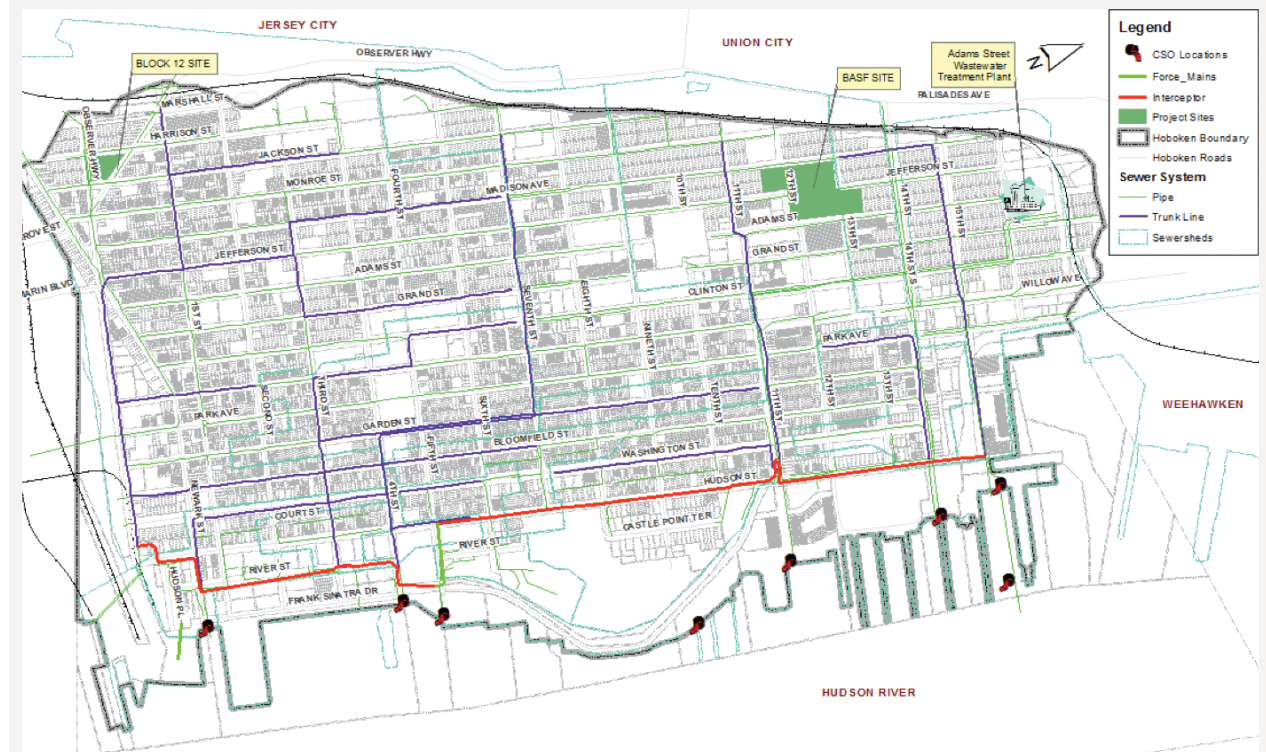 JERSEY CITY
UNION CITY
OBSERVER HWY
BLOCK 12 SITE
BASF SITE
Adams Street
Wastewater
Treatment Plant
N
PALISADES AVE
MARSHALL ST
OBSERVER HWY
HARRISON ST
JACKSON ST
MONROE ST
FOURTH ST
MADISON AVE
10TH ST
11TH ST
12TH ST
JEFFERSON ST
14TH ST
15TH ST
ADAMS ST
13TH ST
GRAND ST
14TH ST S
JEFFERSON ST
ADAMS ST
GRAND ST
CLINTON ST
WILLOW AVE
SEVENTH ST
EIGHTH ST
NINTH ST
1ST ST
PARK AVE
SECOND ST
THIRD ST
SIXTH ST
TENTH ST
11TH ST
12TH ST
13TH ST
PARK AVE
GARDEN ST
BLOOMFIELD ST
FIFTH ST
WASHINGTON ST
HUDSON ST
NEWARK ST
COURT ST
4TH ST
CASTLE POINT TER
RIVER ST
RIVER ST
HUDSON PL
FRANK SINATRA DR
WEEHAWKEN
HUDSON RIVER
Legend
CSO Locations
Force_Mains
Interceptor
Project Sites
Hoboken Boundary
Hoboken Roads
Sewer System
Pipe
Trunk Line
Sewersheds